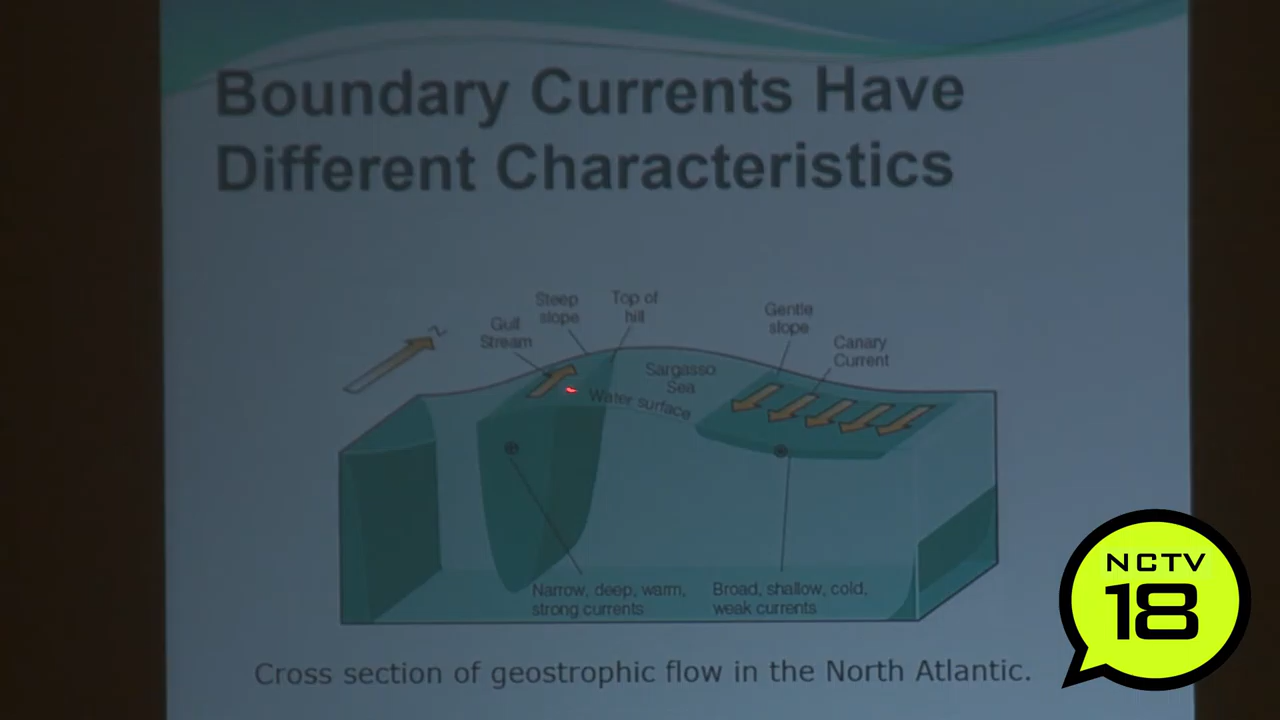 Boundary Currents Have
Different Characteristics
Steep
slope
Top of
hill
Gulf
Stream
Gentle
slope
Canary
Current
Sargasso
Sea
Water surface
Narrow, deep, warm,
strong currents
Broad, shallow, cold,
weak currents
Cross section of geostrophic flow in the North Atlantic.
NCTV
18